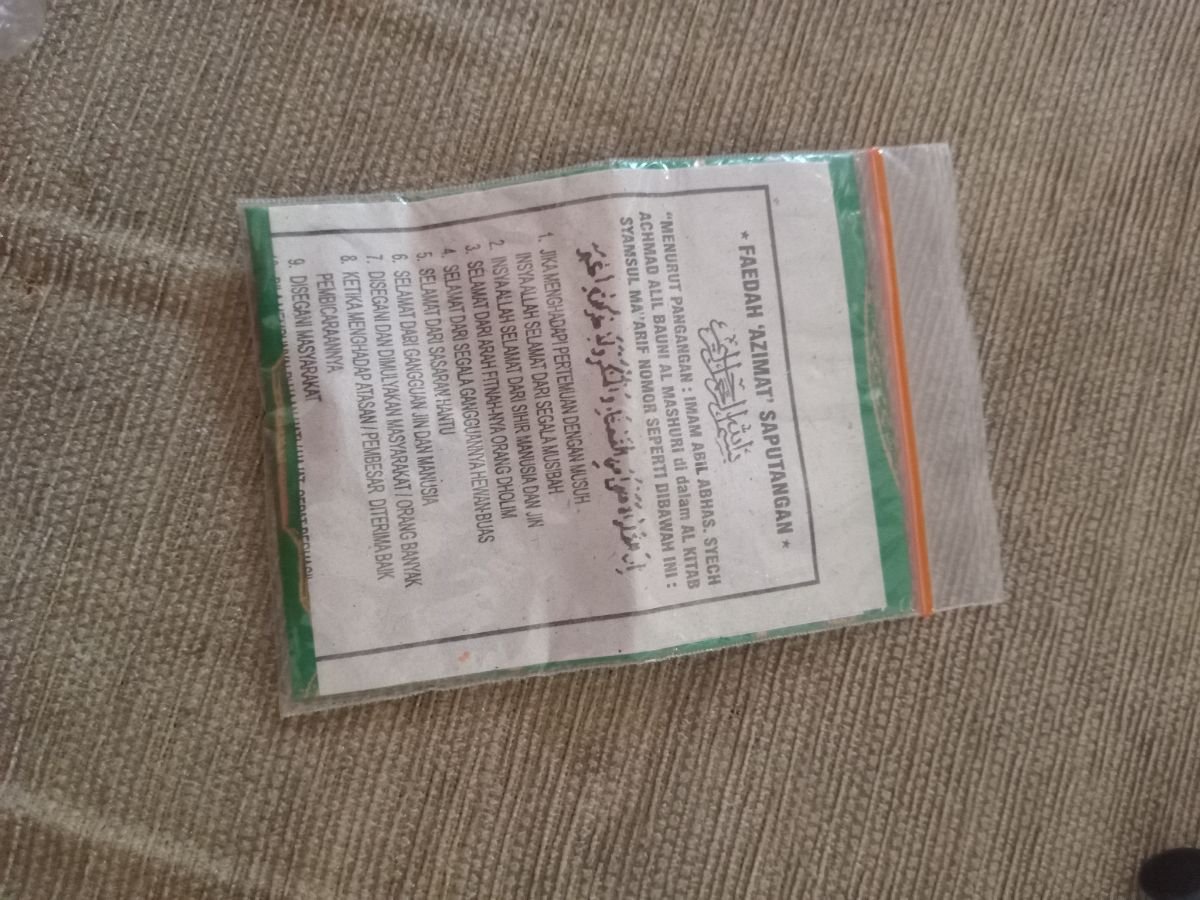 * FAEDAH 'AZIMAT' SAPUTANGAN *
"MENURUT PANGANGAN : IMAM ABIL ABHAS. SYECH
ACHMAD ALIL BAUNI AL MASHURI di dalam AL KITAB
SYAMSUL MA'ARIF NOMOR SEPERTI DIBAWAH INI :
1. JIKA MENGHADAPI PERTEMUAN DENGAN MUSUH
INSYA ALLAH SELAMAT DARI SEGALA MUSIBAH.
2. INSYA ALLAH SELAMAT DARI SIHIR MANUSIA DAN JIN
3. SELAMAT DARI ARAH FITNAH-NYA ORANG DHOLIM
4. SELAMAT DARI SEGALA GANGGUANNYA HEWAN-BUAS
5. SELAMAT DARI SASARAN HANTU
6. SELAMAT DARI GANGGUAN JIN DAN MANUSIA
7. DISEGANI DAN DIMULYAKAN MASYARAKAT / ORANG BANYAK
8. KETIKA MENGHADAP ATASAN / PEMBESAR DITERIMA BAIK
PEMBICARAANNYA
9. DISEGANI MASYARAKAT